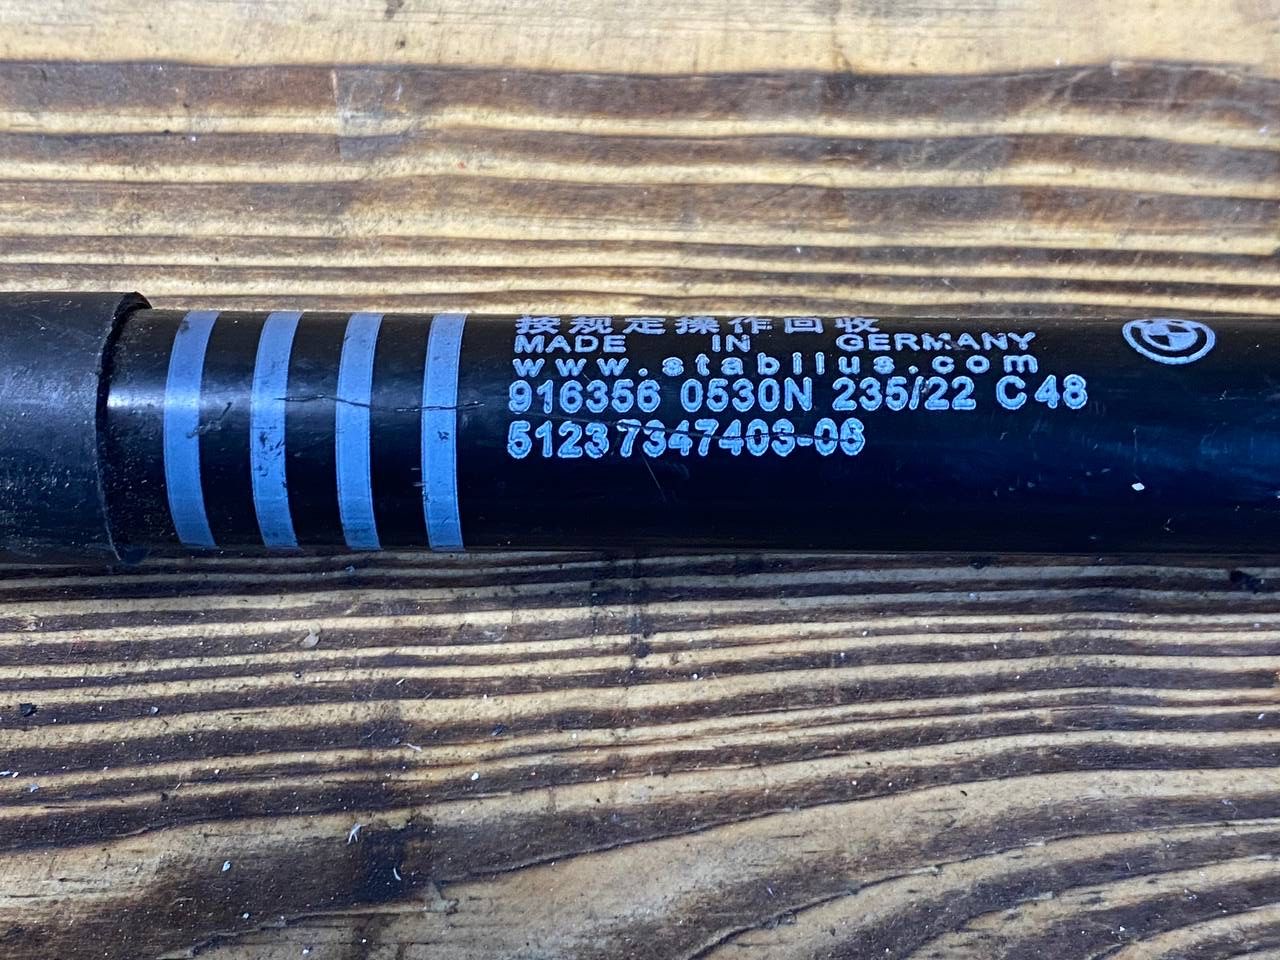 按规定操作回收
MADE IN GERMANY
www.stabilus.com
916356 0530N 235/22 C48
51237347403-08